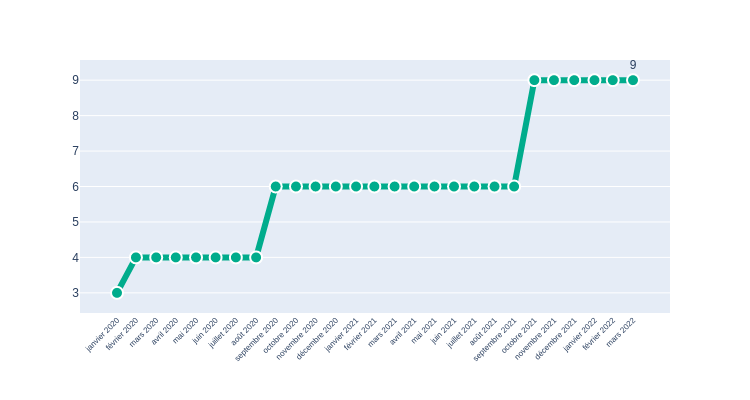 9
9
8
7
6
5
4
3
janvier 2020
février 2020
mars 2020
avril 2020
mai 2020
juin 2020
juillet 2020
août 2020
septembre 2020
octobre 2020
novembre 2020
décembre 2020
janvier 2021
février 2021
mars 2021
avril 2021
mai 2021
juin 2021
juillet 2021
août 2021
septembre 2021
octobre 2021
novembre 2021
décembre 2021
janvier 2022
février 2022
mars 2022